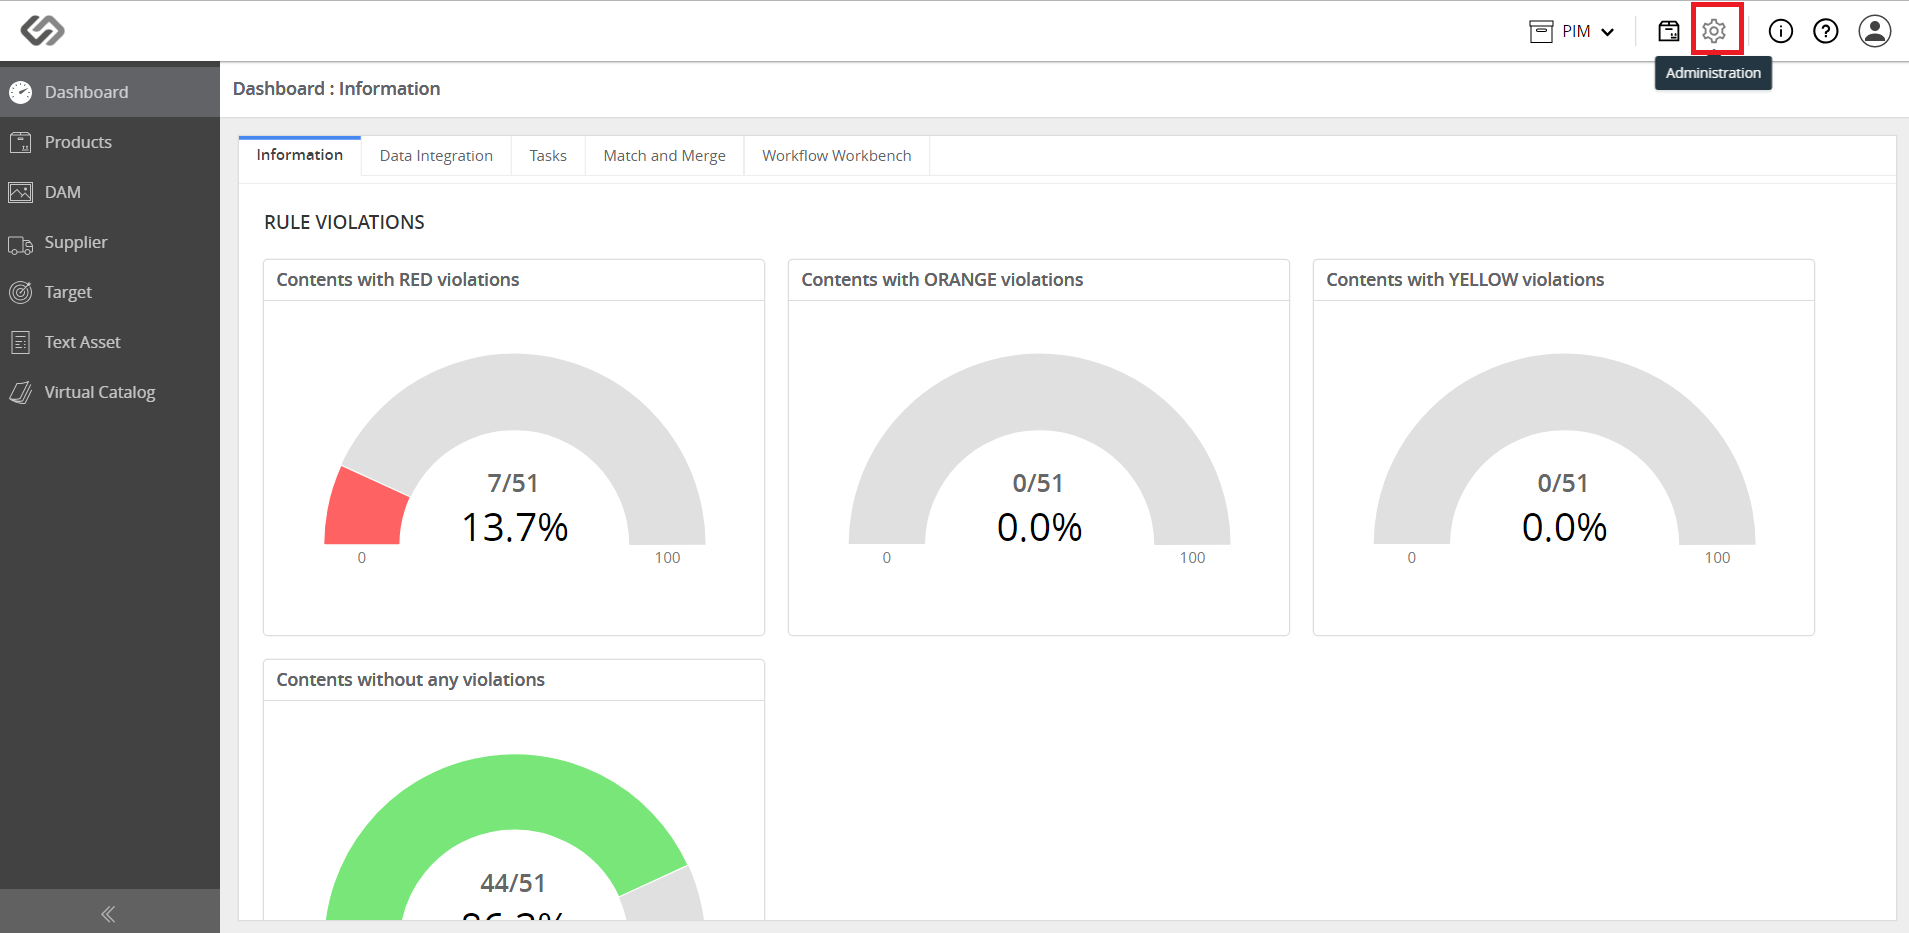 PIM
Administration
Dashboard
Products
DAM
Supplier
Target
Text Asset
Virtual Catalog
Dashboard : Information
Information
Data Integration
Tasks
Match and Merge
Workflow Workbench
RULE VIOLATIONS
Contents with RED violations
7/51
13.7%
0
100
Contents with ORANGE violations
0/51
0.0%
0
100
Contents with YELLOW violations
0/51
0.0%
0
100
Contents without any violations
44/51